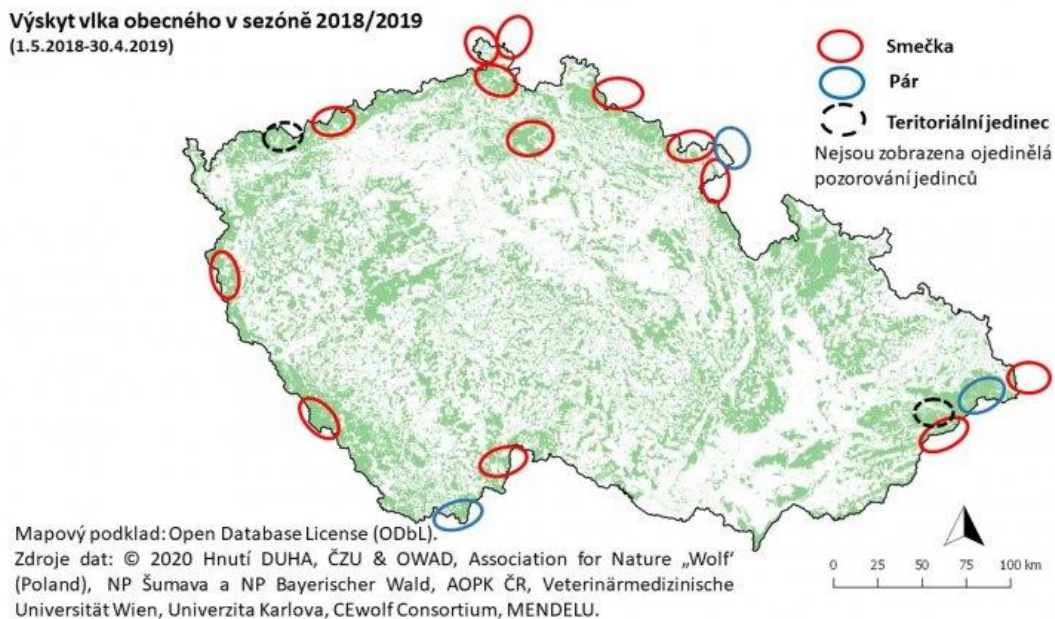 Výskyt vlka obecného v sezóně 2018/2019
(1.5.2018-30.4.2019)
Smečka
Pár
Teritoriální jedinec
Nejsou zobrazena ojedinělá
pozorování jedinců
Mapový podklad: Open Database License (ODbL).
Zdroje dat: © 2020 Hnutí DUHA, ČZU & OWAD, Association for Nature „Wolf‘
(Poland), NP Šumava a NP Bayerischer Wald, AOPK ČR, Veterinärmedizinische
Universität Wien, Univerzita Karlova, CEwolf Consortium, MENDELU.
0 25 50 75 100 km